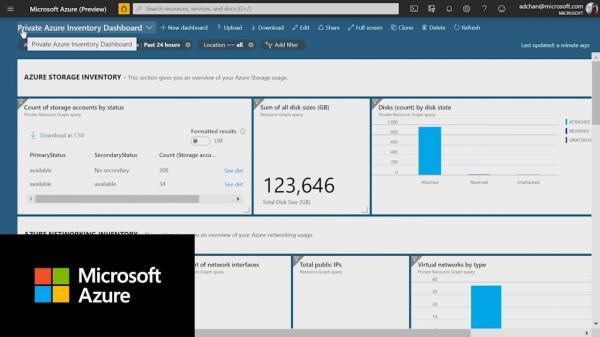 Microsoft Azure (Preview)
Search resources, services, and docs (G+/)
adchan@microsoft.com
MICROSOFT
Private Azure Inventory Dashboard
New dashboard
Upload
Download
Edit
Share
Full screen
Clone
Delete
Refresh
Private Azure Inventory Dashboard
: Past 24 hours
Location == all
Add filter
Last updated: a minute ago
AZURE STORAGE INVENTORY - This section gives you an overview of your Azure Storage usage.
Count of storage accounts by status
Private Resource Graph query
Download as CSV
Formatted results
Off
PrimaryStatus SecondaryStatus Count (Storage acco...
available No secondary 208 See det
available available 34 See det
Sum of all disk sizes (GB)
Resource Graph query
123,646
Total Disk Size (GB)
Disks (count) by disk state
Private Resource Graph query
1,000
800
600
400
200
0
Attached Reserved Unattached
ATTACHED
RESERVED
UNATTACH
AZURE NETWORKING INVENTORY - This section gives you an overview of your Azure networking usage.
t of network interfaces
Graph query
Total public IPs
Resource Graph query
Virtual networks by type
Private Resource Graph query
40
30
20
Microsoft
Azure